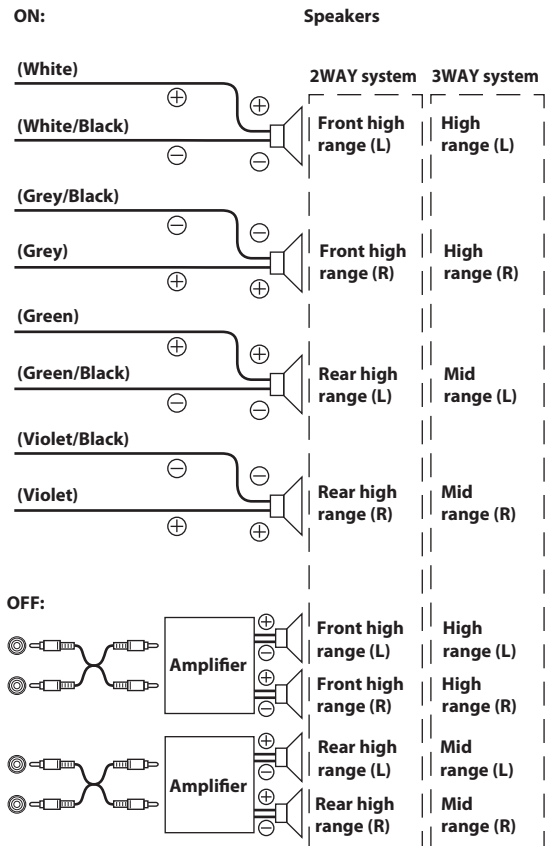 ON:
Speakers
2WAY system
3WAY system
(White)
⊕
⊕
(White/Black)
⊖
⊖
Front high
range (L)
High
range (L)
(Grey/Black)
⊖
⊖
(Grey)
⊕
⊕
Front high
range (R)
High
range (R)
(Green)
⊕
⊕
(Green/Black)
⊖
⊖
Rear high
range (L)
Mid
range (L)
(Violet/Black)
⊖
⊖
(Violet)
⊕
⊕
Rear high
range (R)
Mid
range (R)
OFF:
Amplifier
⊕
⊖
Front high
range (L)
High
range (L)
⊕
⊖
Front high
range (R)
High
range (R)
Amplifier
⊕
⊖
Rear high
range (L)
Mid
range (L)
⊕
⊖
Rear high
range (R)
Mid
range (R)